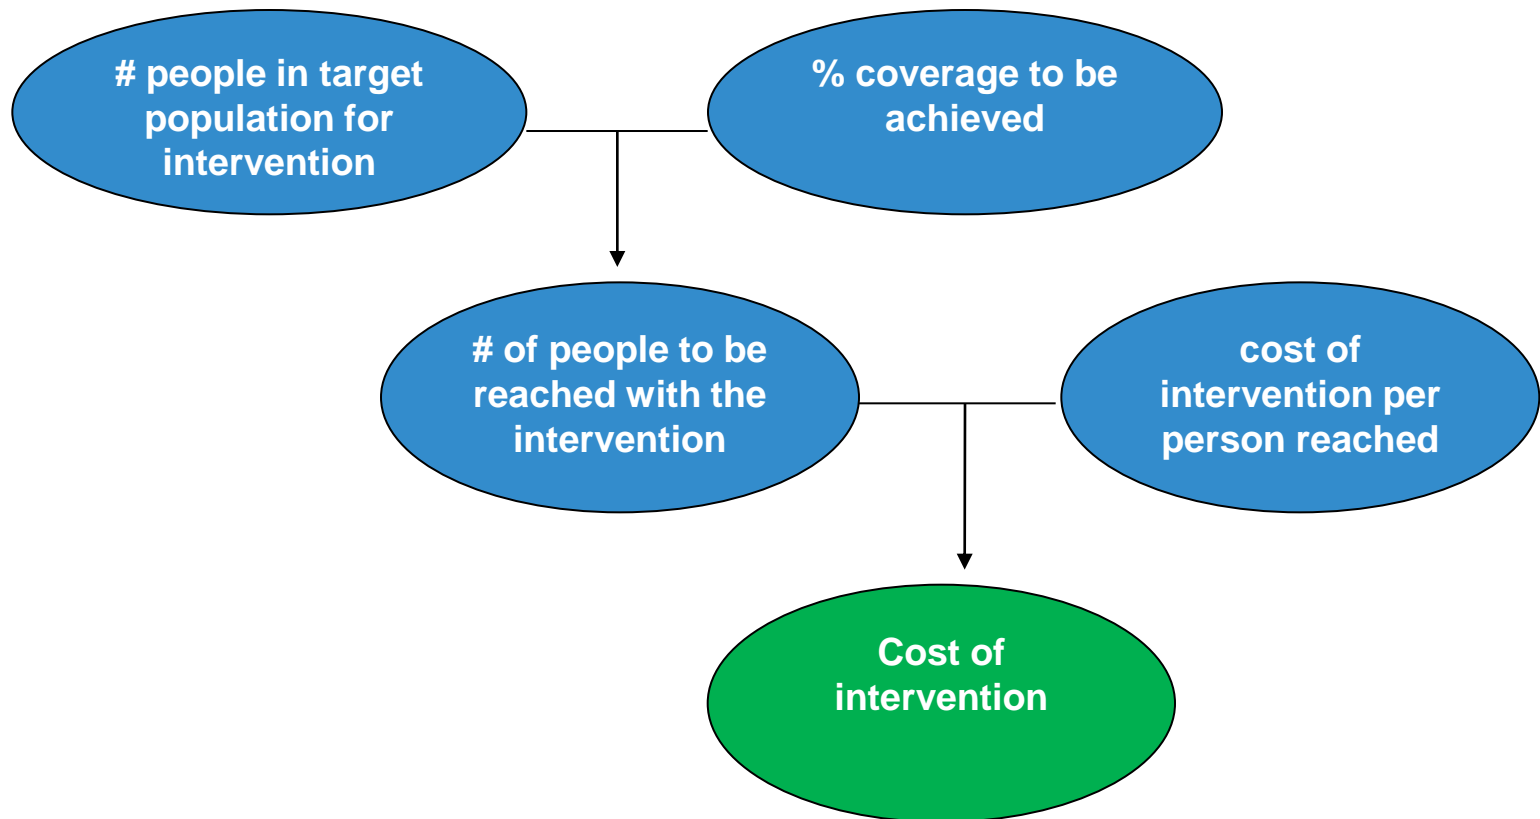 # people in target
population for
intervention
% coverage to be
achieved
# of people to be
reached with the
intervention
cost of
intervention per
person reached
Cost of
intervention